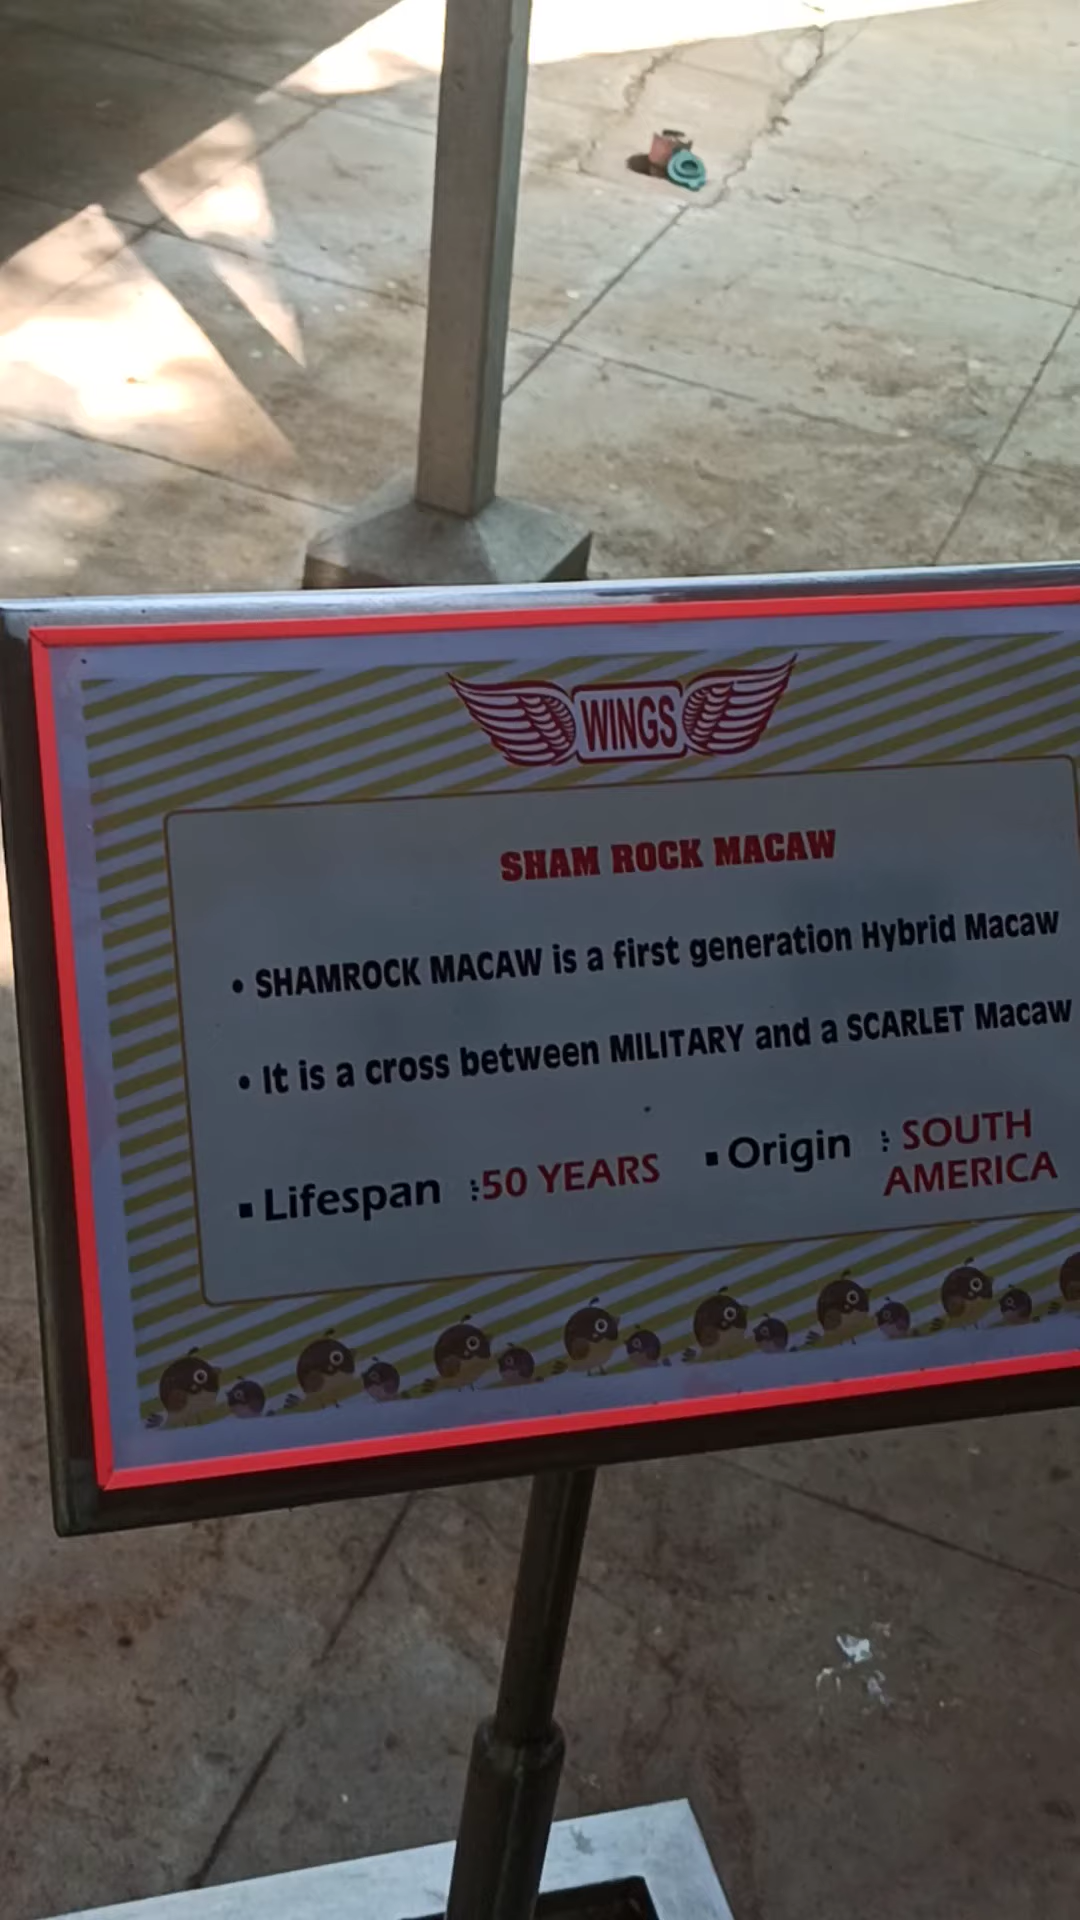 WINGS
SHAM ROCK MACAW
• SHAMROCK MACAW is a first generation Hybrid Macaw
• It is a cross between MILITARY and a SCARLET Macaw
▪ Lifespan :50 YEARS ▪ Origin : SOUTH
AMERICA